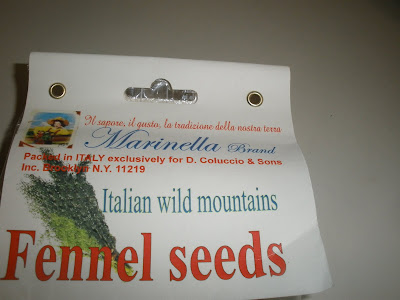 Il sapore, il gusto, la tradizione della nostra terra
Marinella Brand
Packed in ITALY exclusively for D. Coluccio & Sons
Inc. Brooklyn N.Y. 11219
Italian wild mountains
Fennel seeds